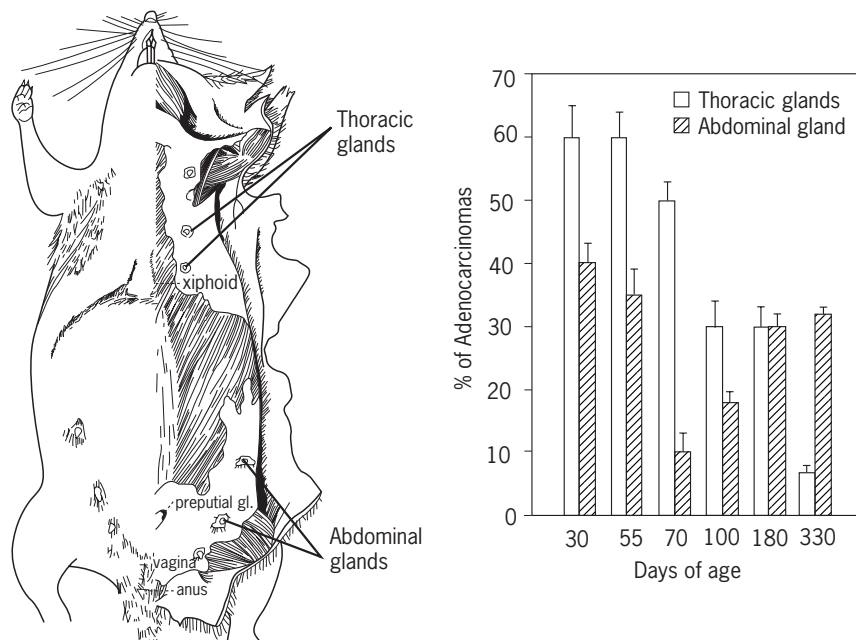 Thoracic
glands
xiphoid
preputial gl.
Abdominal
glands
vagina
anus
70
60
50
40
30
20
10
0
% of Adenocarcinomas
Thoracic glands
Abdominal gland
30 55 70 100 180 330
Days of age